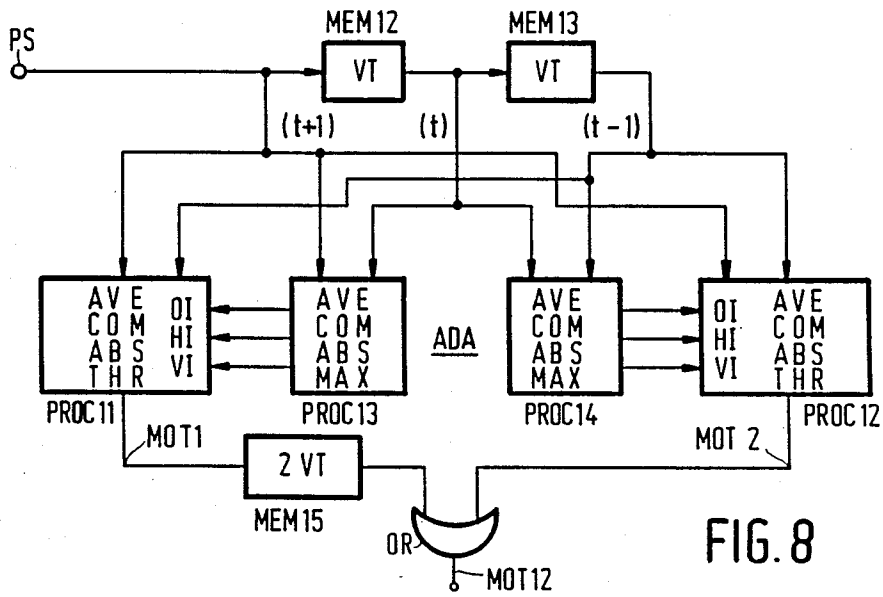 MEM12 MEM13
PS
VT VT
(t+1) (t) (t-1)
AVE
COM
ABS
THR
OI
HI
VI
AVE
COM
ABS
MAX
ADA
AVE
COM
ABS
MAX
OI
HI
VI
AVE
COM
ABS
THR
PROC11 PROC13 PROC14 PROC12
MOT1 MOT 2
2 VT
MEM15
OR
MOT12
FIG. 8